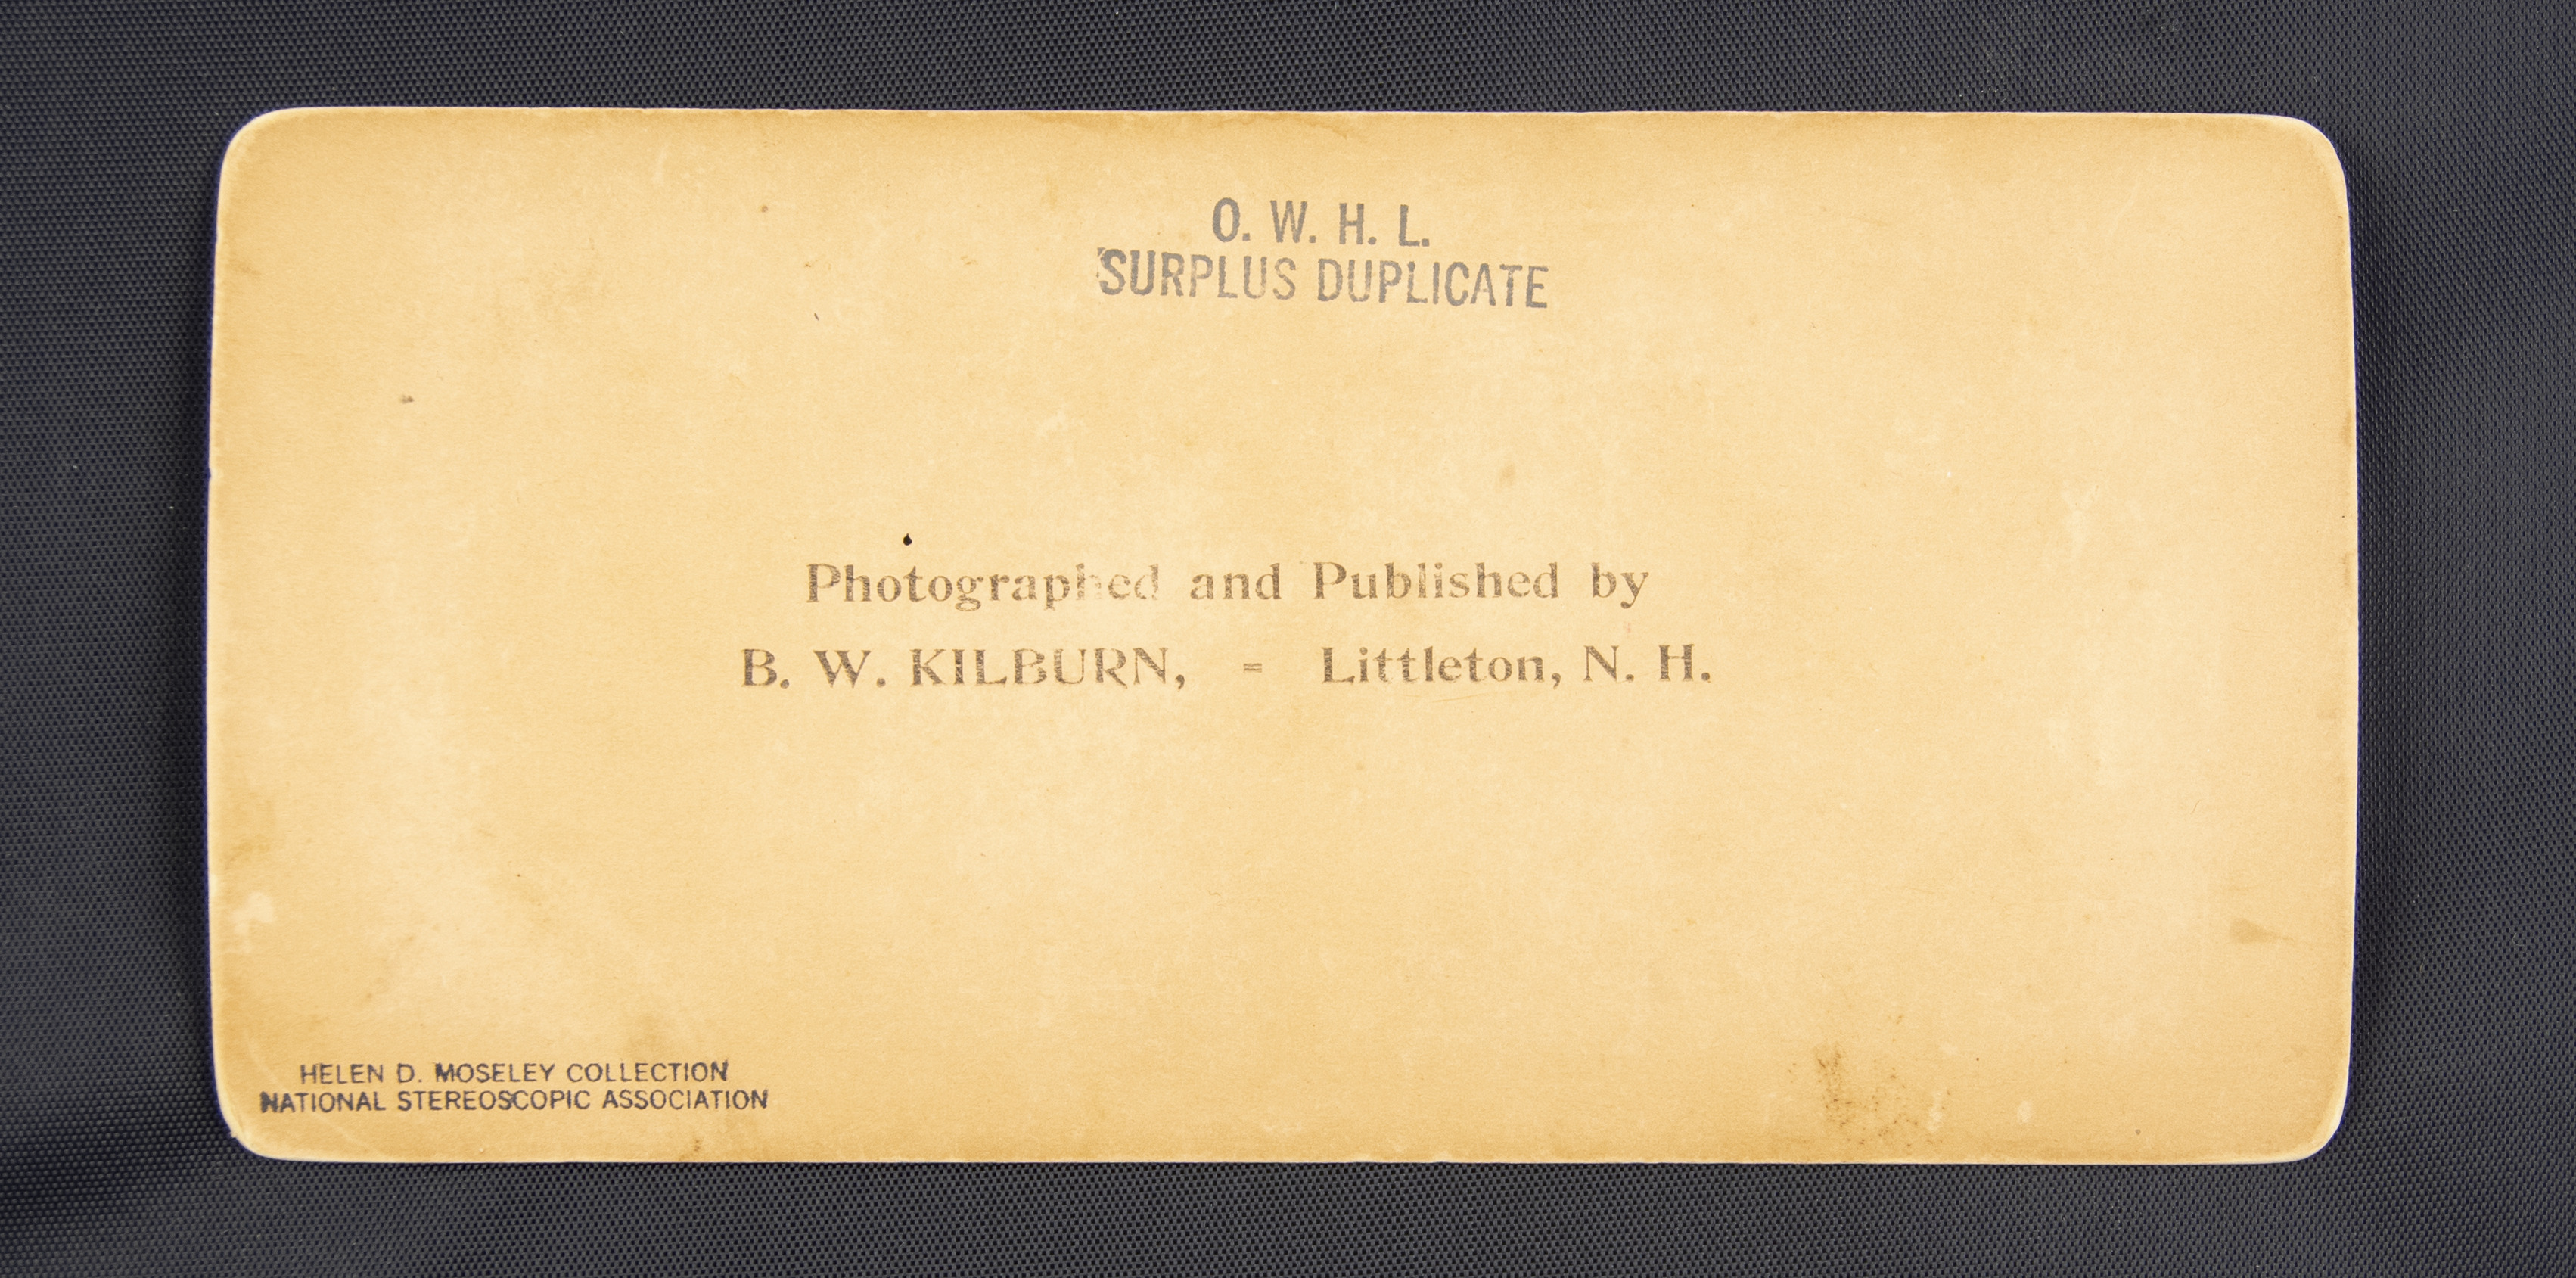 O. W. H. L.
SURPLUS DUPLICATE
Photographed and Published by
B. W. KILBURN, = Littleton, N. H.
HELEN D. MOSELEY COLLECTION
NATIONAL STEREOSCOPIC ASSOCIATION